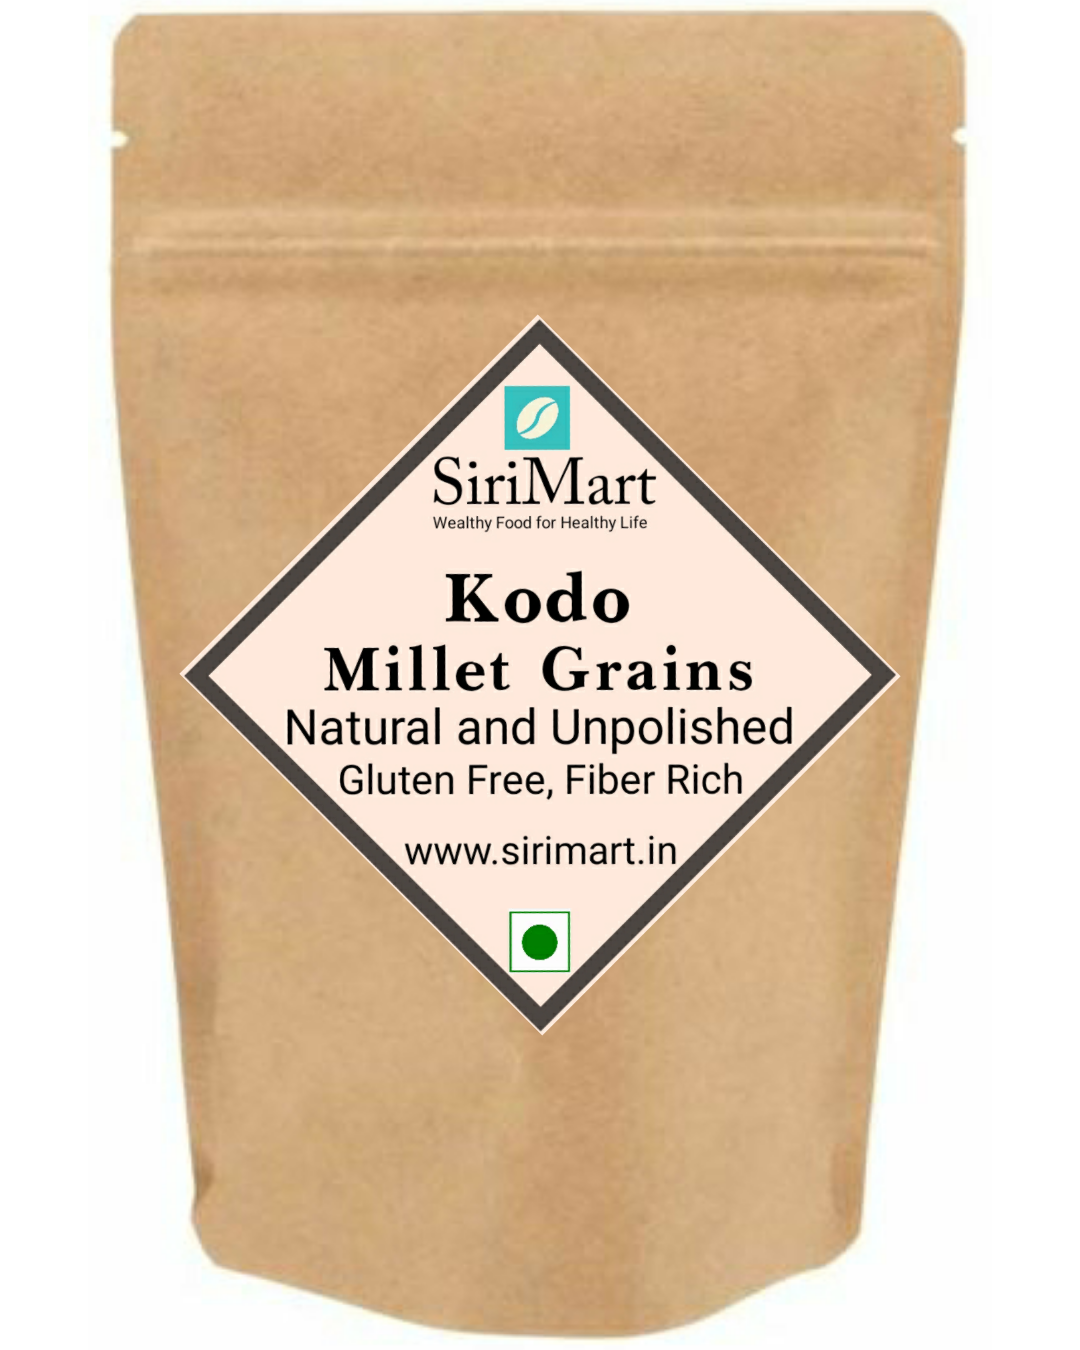 SiriMart
Wealthy Food for Healthy Life
Kodo
Millet Grains
Natural and Unpolished
Gluten Free, Fiber Rich
www.sirimart.in